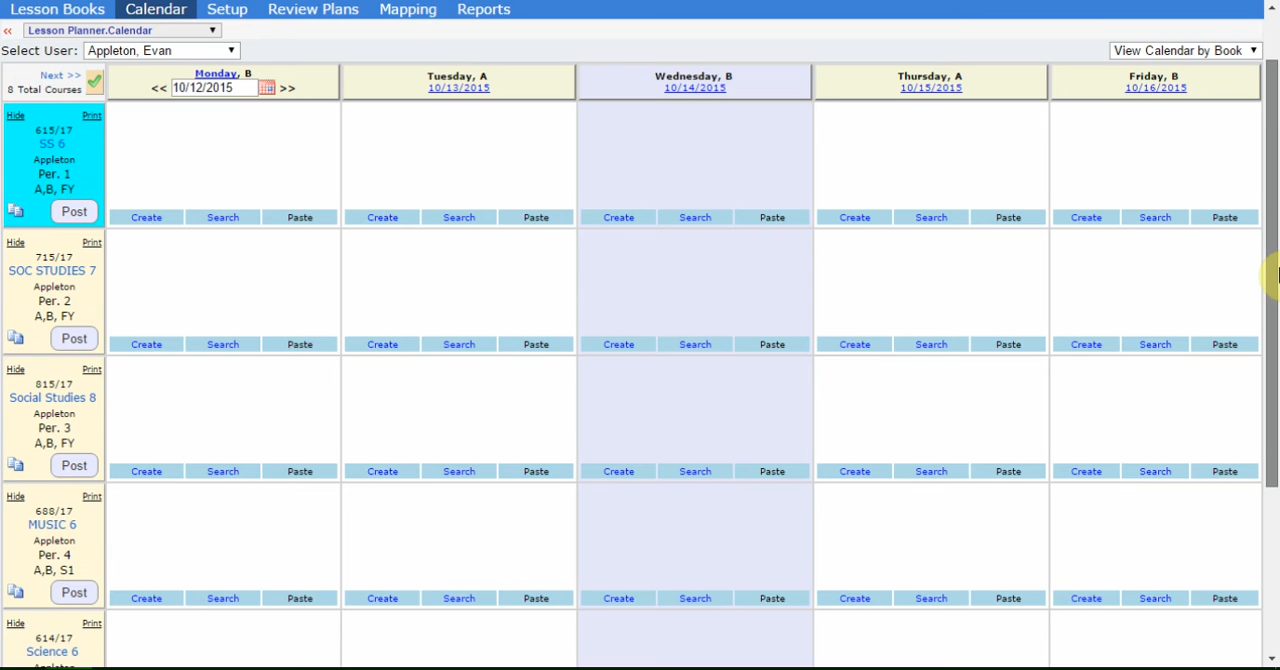 Lesson Books Calendar Setup Review Plans Mapping Reports
<< Lesson Planner.Calendar
Select User: Appleton, Evan View Calendar by Book
Next >>
8 Total Courses
Monday, B
<< 10/12/2015 >>
Tuesday, A
10/13/2015
Wednesday, B
10/14/2015
Thursday, A
10/15/2015
Friday, B
10/16/2015
Hide Print
615/17
SS 6
Appleton
Per. 1
A,B, FY
Post
Create Search Paste Create Search Paste Create Search Paste Create Search Paste Create Search Paste
Hide Print
715/17
SOC STUDIES 7
Appleton
Per. 2
A,B, FY
Post
Create Search Paste Create Search Paste Create Search Paste Create Search Paste Create Search Paste
Hide Print
815/17
Social Studies 8
Appleton
Per. 3
A,B, FY
Post
Create Search Paste Create Search Paste Create Search Paste Create Search Paste Create Search Paste
Hide Print
688/17
MUSIC 6
Appleton
Per. 4
A,B, S1
Post
Create Search Paste Create Search Paste Create Search Paste Create Search Paste Create Search Paste
Hide Print
614/17
Science 6
Appleton